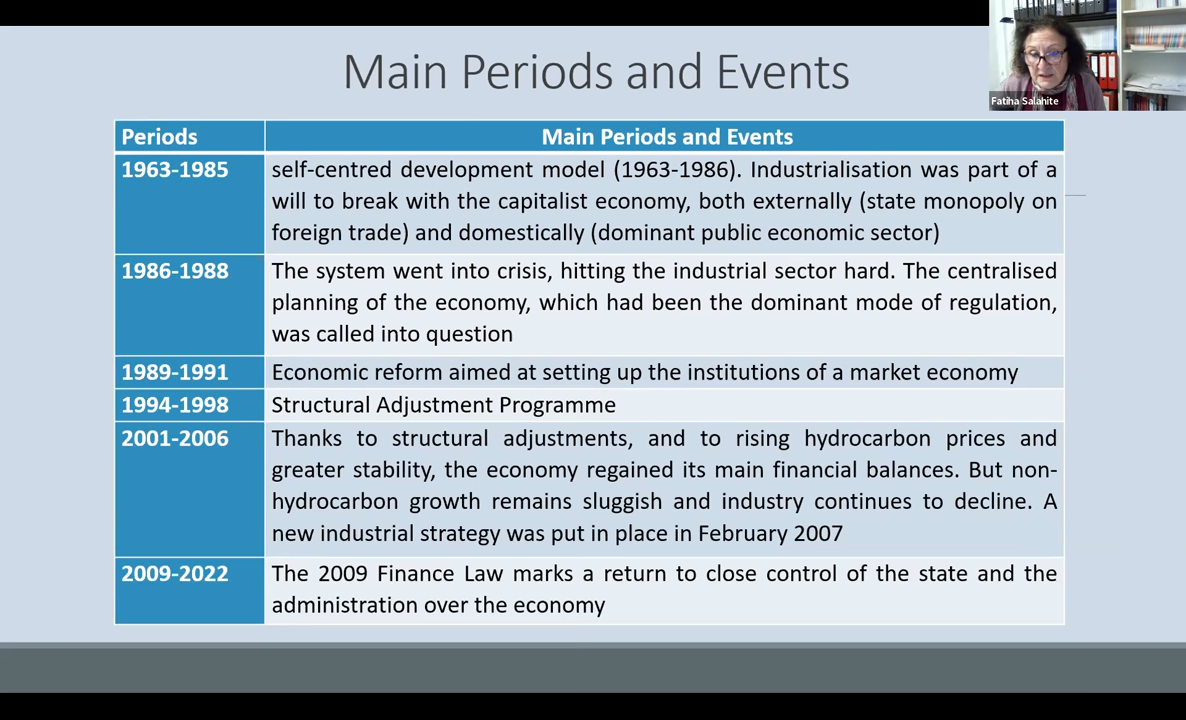 Main Periods and Events
Fatiha Salahite
Periods
Main Periods and Events
1963-1985
self-centred development model (1963-1986). Industrialisation was part of a
will to break with the capitalist economy, both externally (state monopoly on
foreign trade) and domestically (dominant public economic sector)
1986-1988
The system went into crisis, hitting the industrial sector hard. The centralised
planning of the economy, which had been the dominant mode of regulation,
was called into question
1989-1991
Economic reform aimed at setting up the institutions of a market economy
1994-1998
Structural Adjustment Programme
2001-2006
Thanks to structural adjustments, and to rising hydrocarbon prices and
greater stability, the economy regained its main financial balances. But non-
hydrocarbon growth remains sluggish and industry continues to decline. A
new industrial strategy was put in place in February 2007
2009-2022
The 2009 Finance Law marks a return to close control of the state and the
administration over the economy